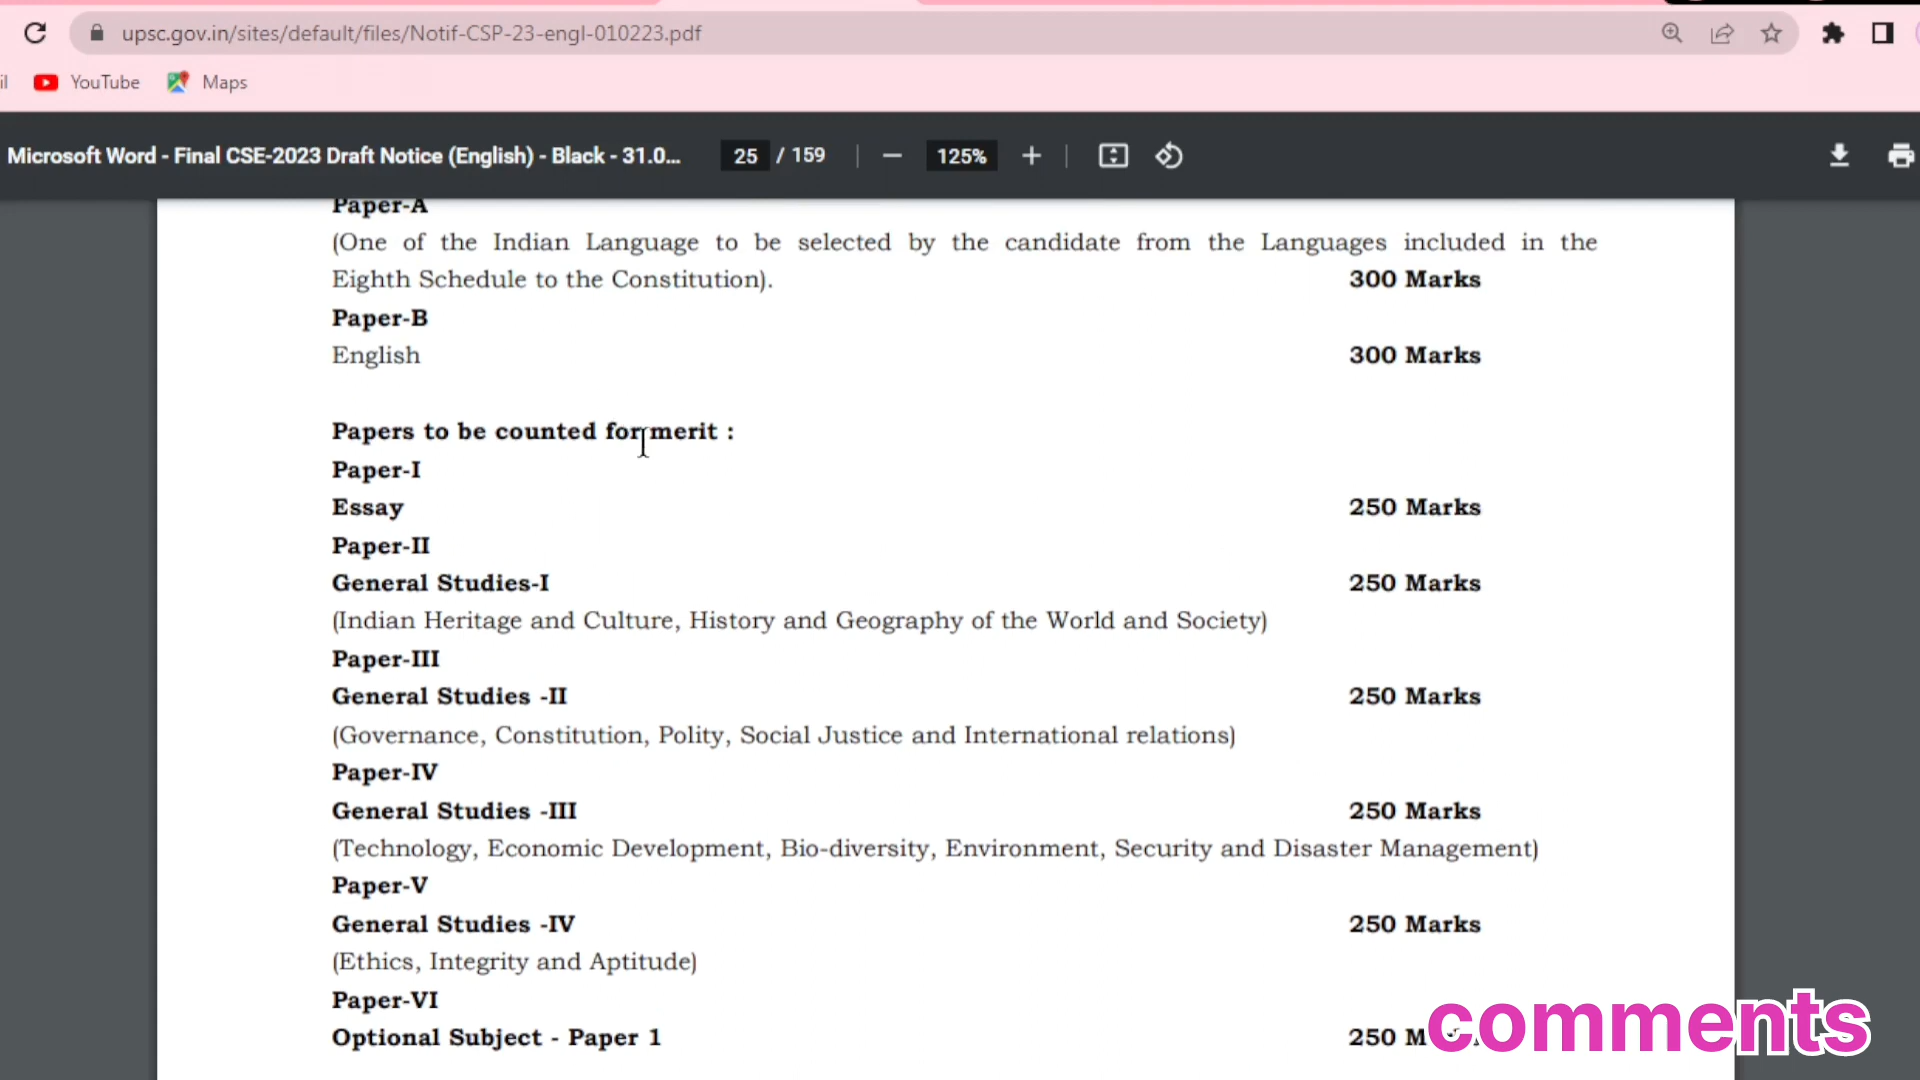 upsc.gov.in/sites/default/files/Notif-CSP-23-engl-010223.pdf
il YouTube Maps
Microsoft Word - Final CSE-2023 Draft Notice (English) - Black - 31.0... 25 / 159 125%
Paper-A
(One of the Indian Language to be selected by the candidate from the Languages included in the
Eighth Schedule to the Constitution). 300 Marks
Paper-B
English 300 Marks
Papers to be counted for merit :
Paper-I
Essay 250 Marks
Paper-II
General Studies-I 250 Marks
(Indian Heritage and Culture, History and Geography of the World and Society)
Paper-III
General Studies -II 250 Marks
(Governance, Constitution, Polity, Social Justice and International relations)
Paper-IV
General Studies -III 250 Marks
(Technology, Economic Development, Bio-diversity, Environment, Security and Disaster Management)
Paper-V
General Studies -IV 250 Marks
(Ethics, Integrity and Aptitude)
Paper-VI
Optional Subject - Paper 1 250
comments